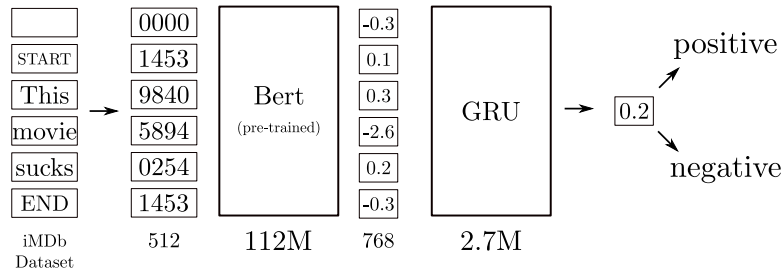 START
This
movie
sucks
END
iMDb
Dataset
0000
1453
9840
5894
0254
1453
512
Bert
(pre-trained)
112M
-0.3
0.1
0.3
-2.6
0.2
-0.3
768
GRU
2.7M
0.2
positive
negative